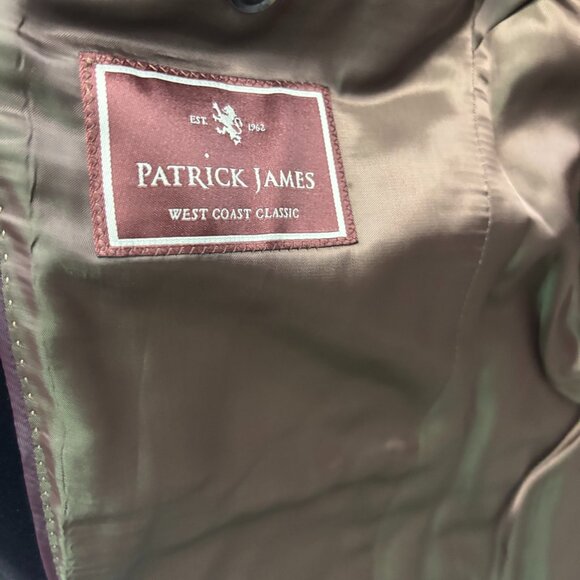 EST. 1962
PATRICK JAMES
WEST COAST CLASSIC